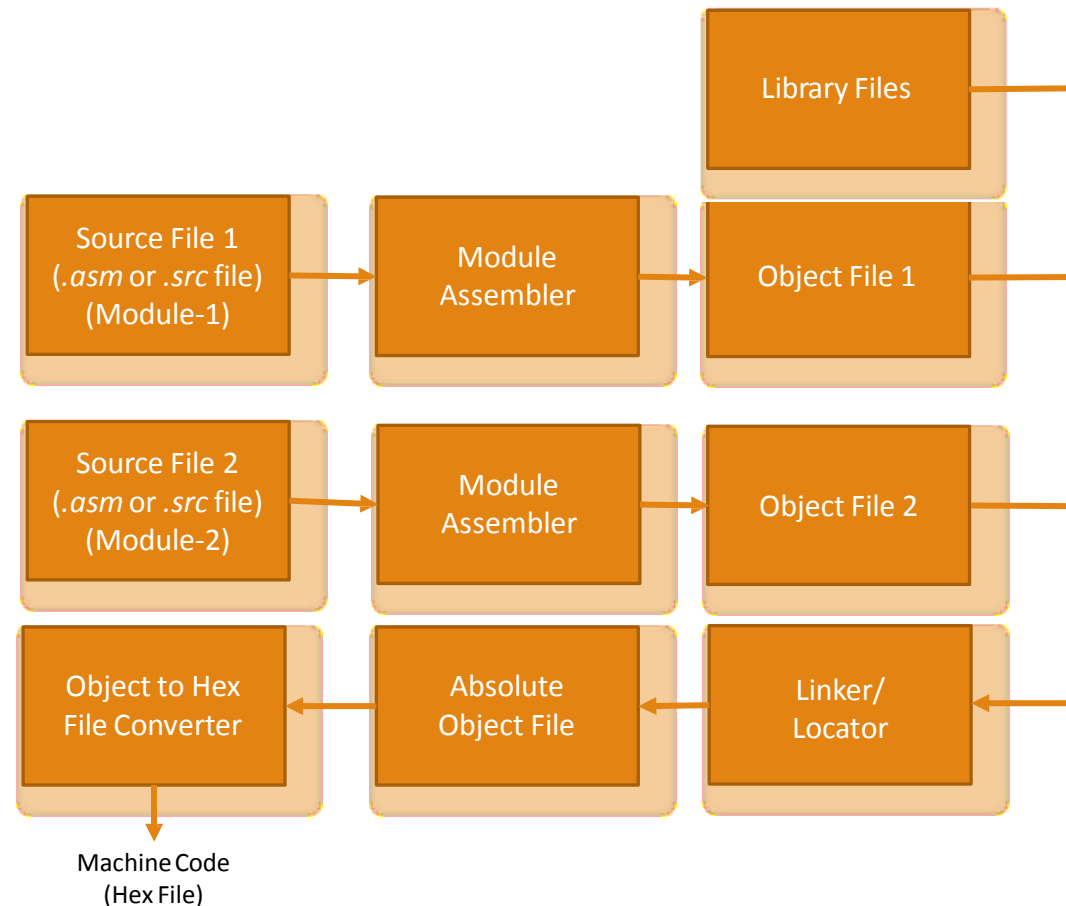 Library Files
Source File 1
(.asm or .src file)
(Module-1)
Module
Assembler
Object File 1
Source File 2
(.asm or .src file)
(Module-2)
Module
Assembler
Object File 2
Object to Hex
File Converter
Absolute
Object File
Linker/
Locator
Machine Code
(Hex File)